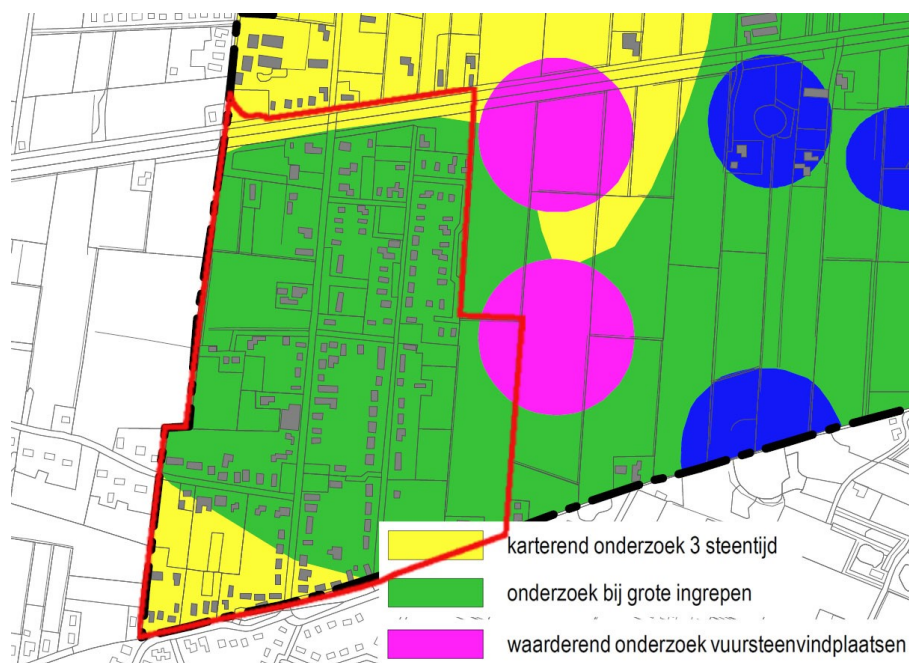 karterend onderzoek 3 steentijd
onderzoek bij grote ingrepen
waarderend onderzoek vuursteenvindplaatsen